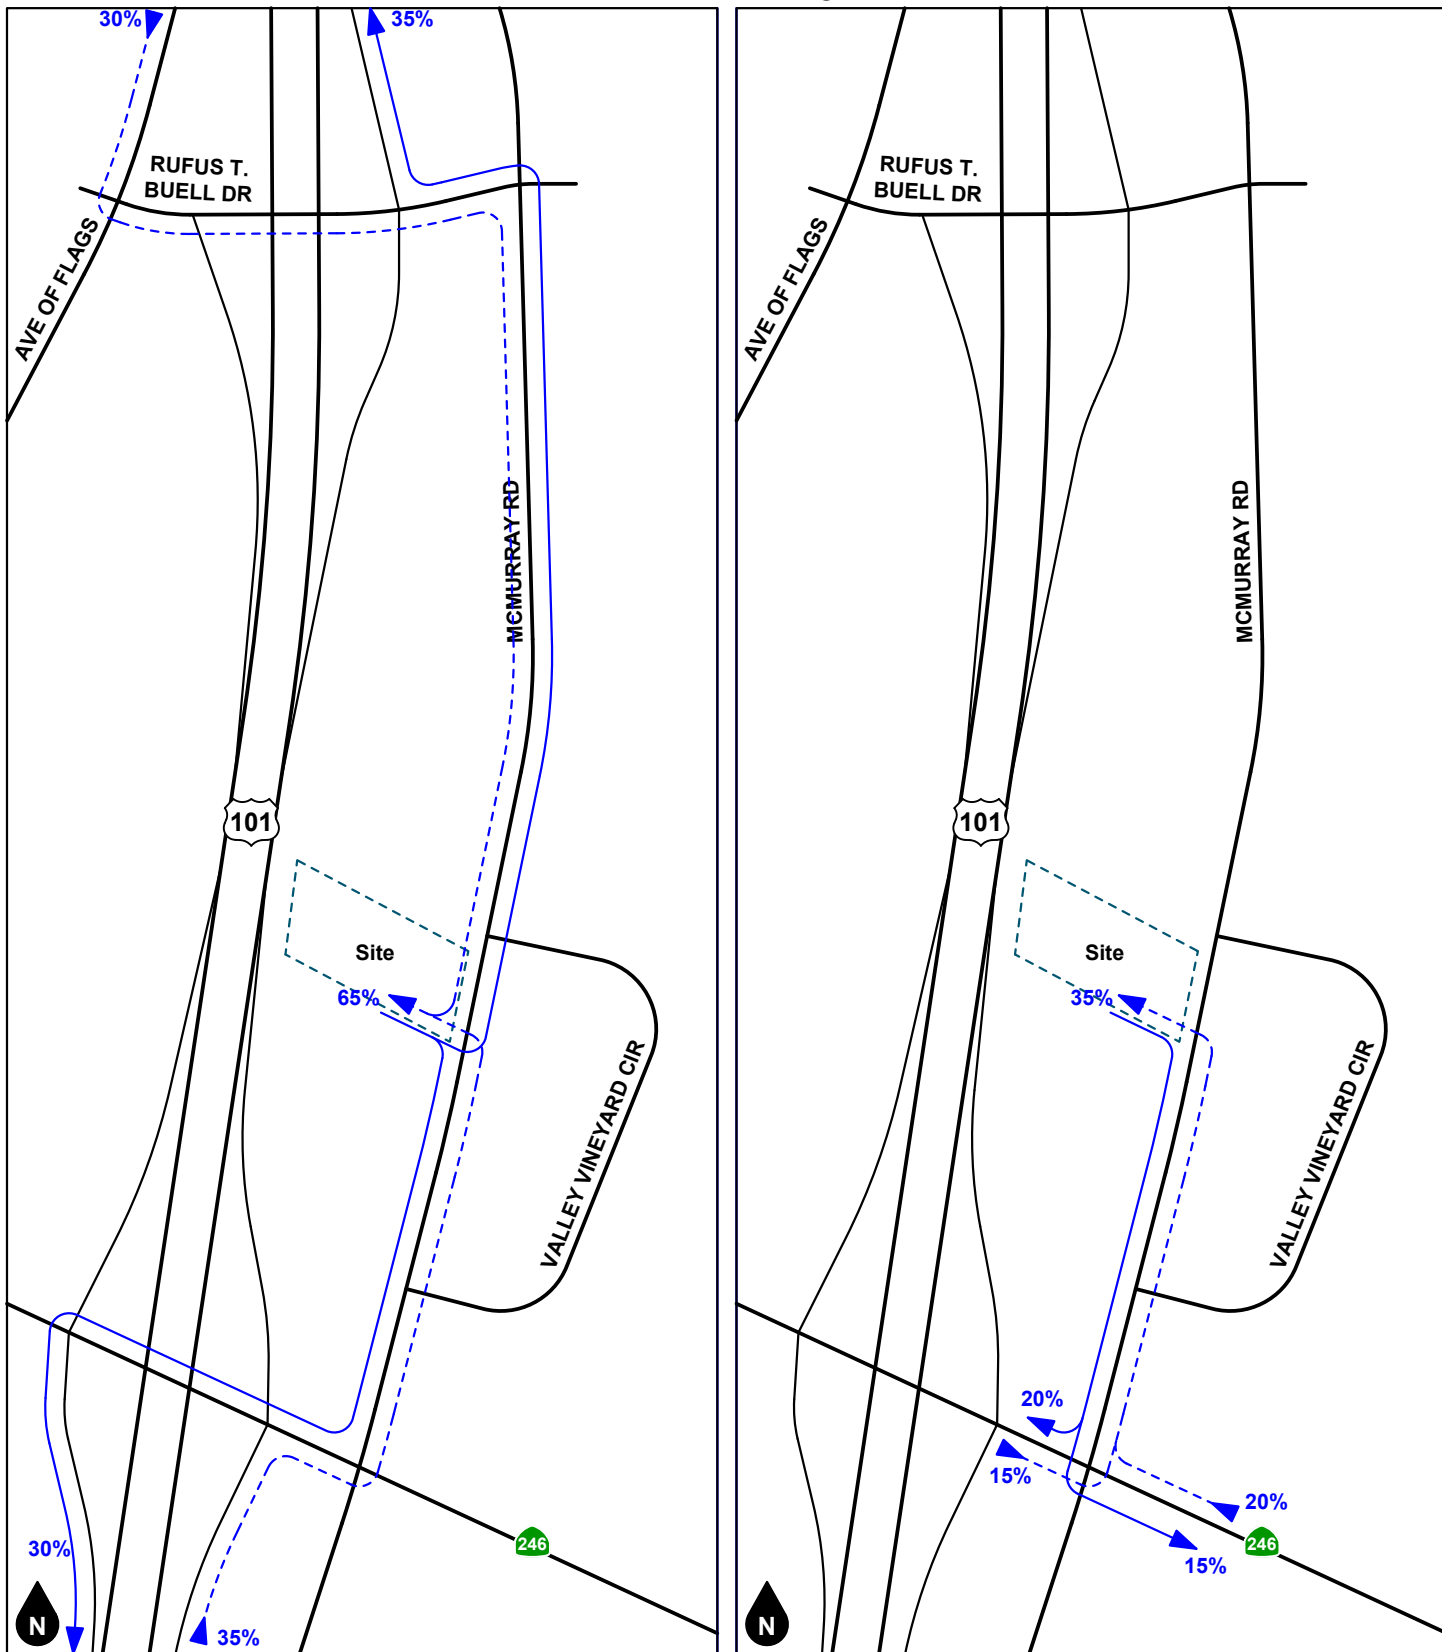 30%
35%
RUFUS T.
BUELL DR
AVE OF FLAGS
MCMURRAY RD
101
Site
65%
VALLEY VINEYARD CIR
246
30%
N
35%
RUFUS T.
BUELL DR
AVE OF FLAGS
MCMURRAY RD
101
Site
35%
VALLEY VINEYARD CIR
20%
15%
20%
246
15%
N